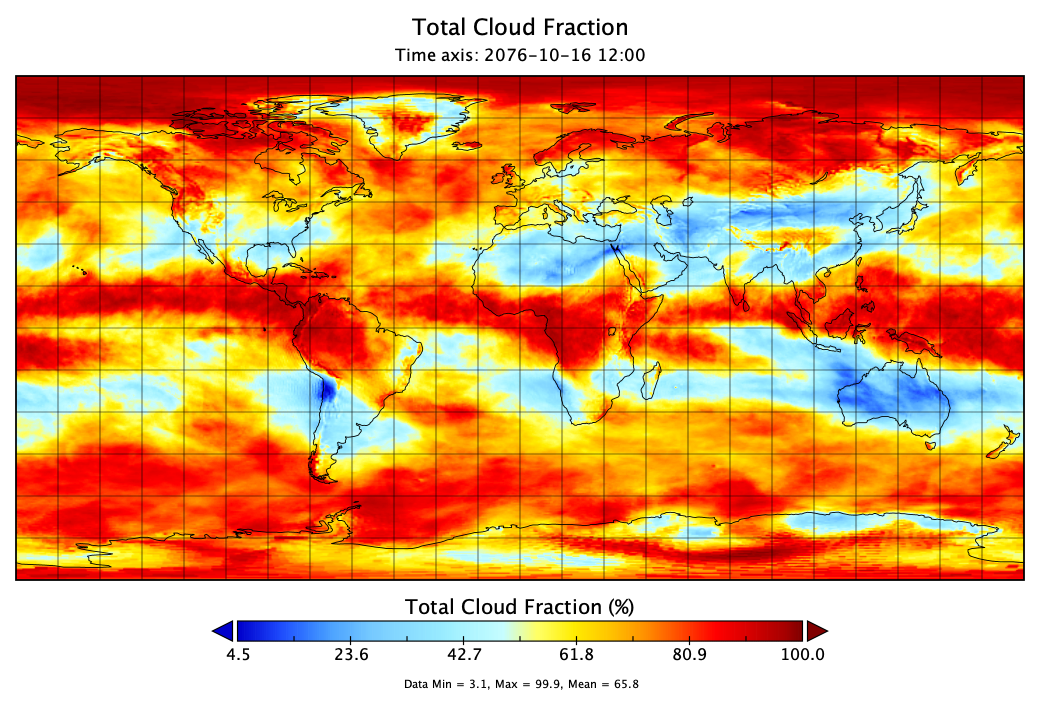 Total Cloud Fraction
Time axis: 2076-10-16 12:00
Total Cloud Fraction (%)
4.5 23.6 42.7 61.8 80.9 100.0
Data Min = 3.1, Max = 99.9, Mean = 65.8